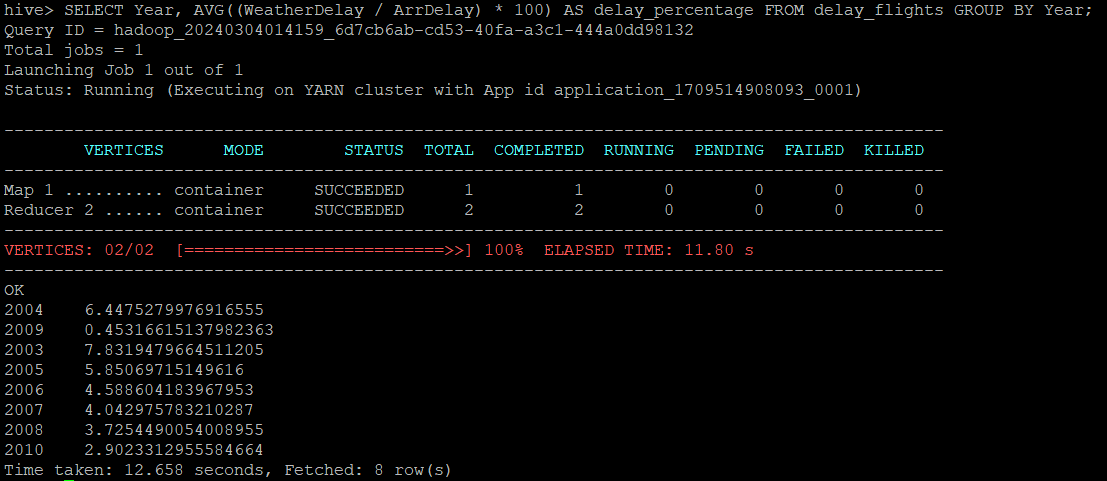 hive> SELECT Year, AVG((WeatherDelay / ArrDelay) * 100) AS delay_percentage FROM delay_flights GROUP BY Year;
Query ID = hadoop_20240304014159_6d7cb6ab-cd53-40fa-a3c1-444a0dd98132
Total jobs = 1
Launching Job 1 out of 1
Status: Running (Executing on YARN cluster with App id application_1709514908093_0001)
----------------------------------------------------------------------------------------------
        VERTICES      MODE        STATUS  TOTAL  COMPLETED  RUNNING  PENDING  FAILED  KILLED
----------------------------------------------------------------------------------------------
Map 1 .......... container     SUCCEEDED      1          1        0        0       0       0
Reducer 2 ...... container     SUCCEEDED      2          2        0        0       0       0
----------------------------------------------------------------------------------------------
VERTICES: 02/02  [==========================>>] 100%  ELAPSED TIME: 11.80 s
----------------------------------------------------------------------------------------------
OK
2004    6.4475279976916555
2009    0.45316615137982363
2003    7.8319479664511205
2005    5.85069715149616
2006    4.588604183967953
2007    4.042975783210287
2008    3.7254490054008955
2010    2.9023312955584664
Time taken: 12.658 seconds, Fetched: 8 row(s)